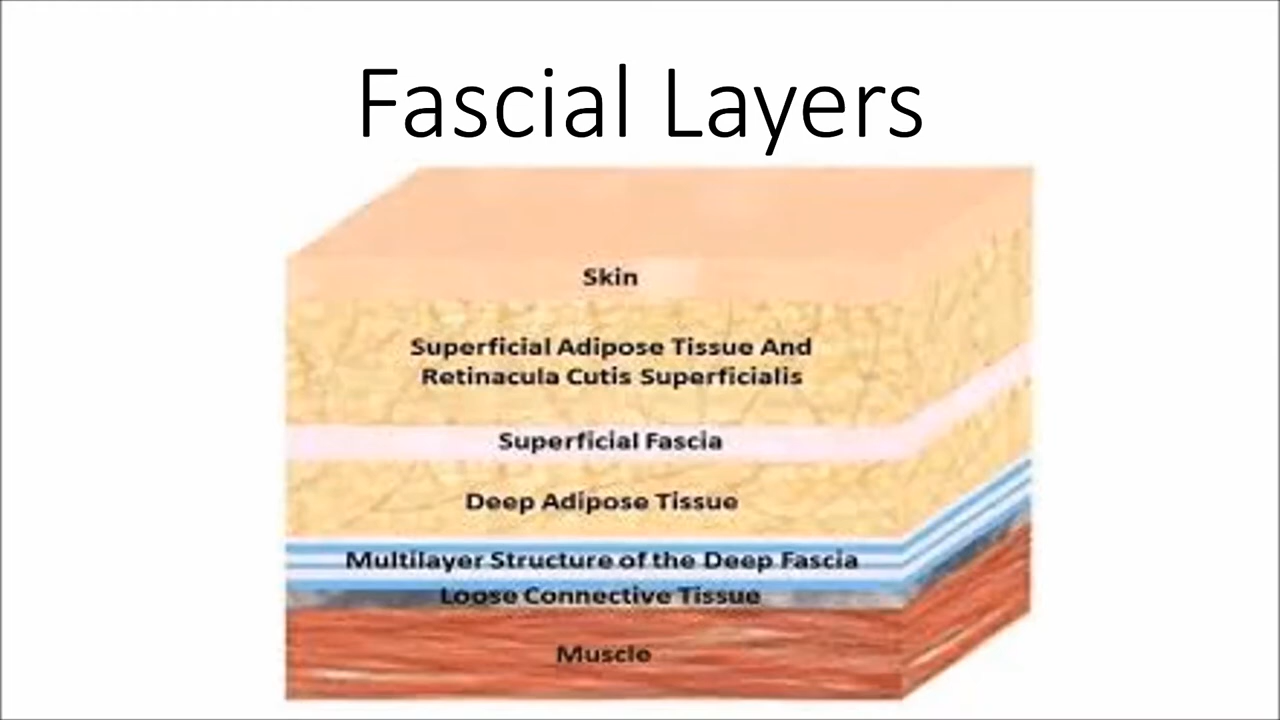 Fascial Layers
Skin
Superficial Adipose Tissue And
Retinacula Cutis Superficialis
Superficial Fascia
Deep Adipose Tissue
Multilayer Structure of the Deep Fascia
Loose Connective Tissue
Muscle